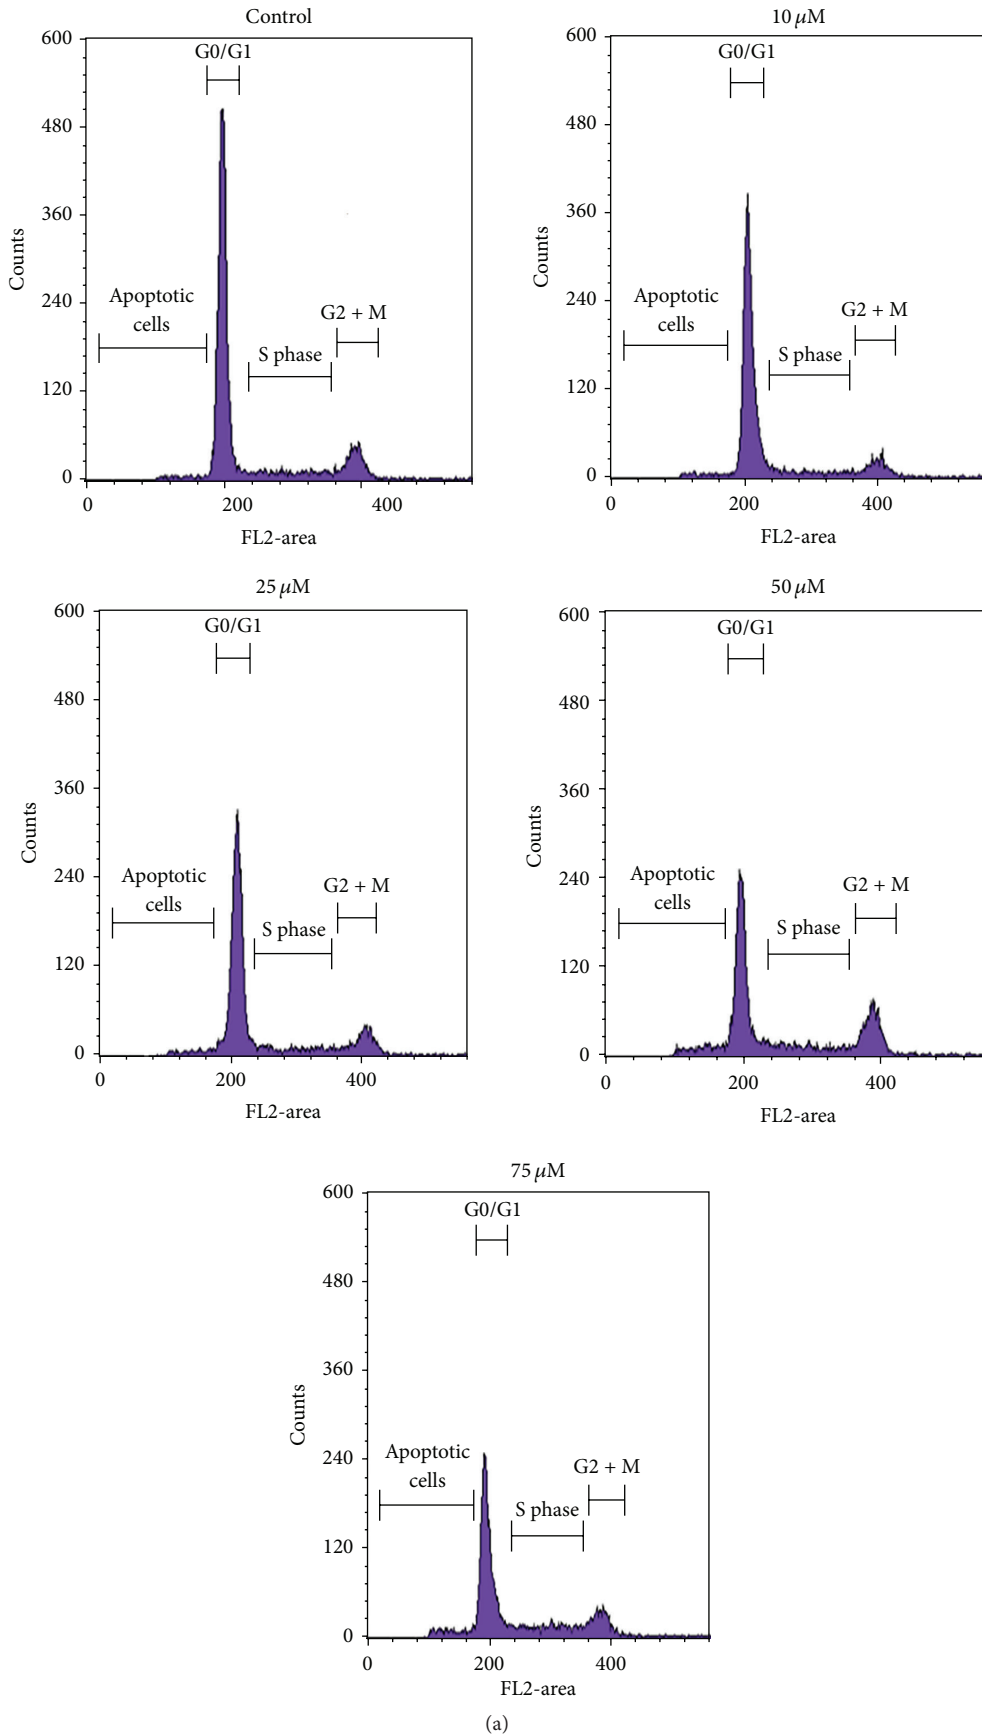 Control
600
G0/G1
480
360
Counts
240
Apoptotic
cells
G2 + M
S phase
120
0
0 200 400
FL2-area
10 µM
600
G0/G1
480
360
Counts
240
Apoptotic
cells
G2 + M
S phase
120
0
0 200 400
FL2-area
25 µM
600
G0/G1
480
360
Counts
240
Apoptotic
cells
G2 + M
S phase
120
0
0 200 400
FL2-area
50 µM
600
G0/G1
480
360
Counts
240
Apoptotic
cells
G2 + M
S phase
120
0
0 200 400
FL2-area
75 µM
600
G0/G1
480
360
Counts
240
Apoptotic
cells
G2 + M
S phase
120
0
0 200 400
FL2-area
(a)